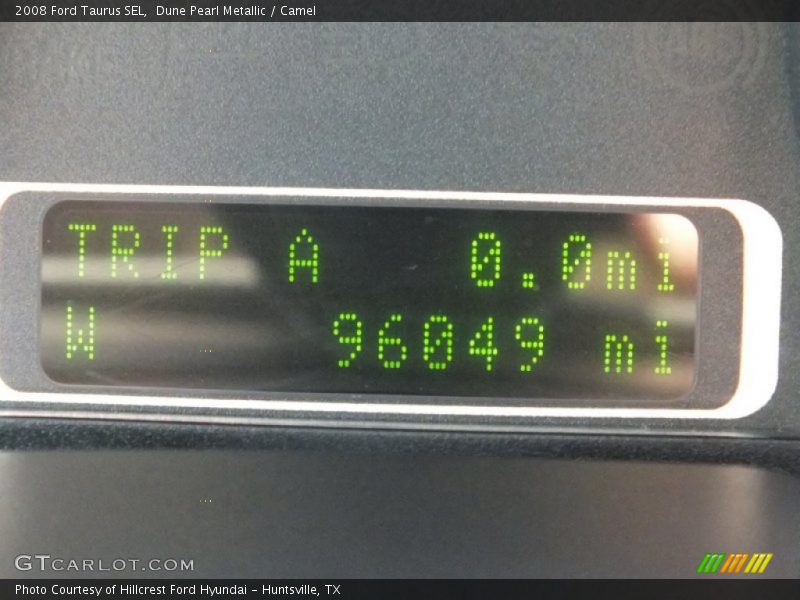 2008 Ford Taurus SEL, Dune Pearl Metallic / Camel
TRIP A 0.0mi
W 96049 mi
GTCARLOT.COM
Photo Courtesy of Hillcrest Ford Hyundai - Huntsville, TX